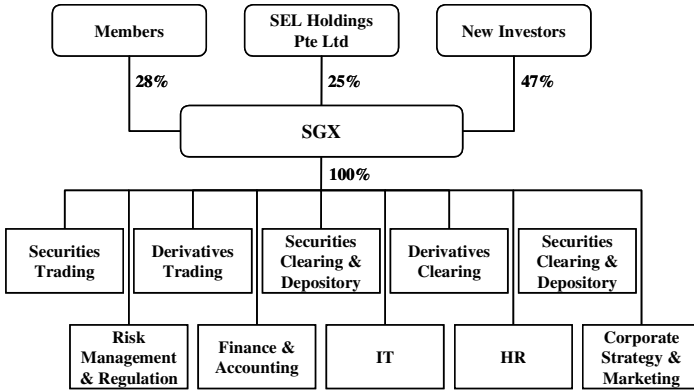 Members
SEL Holdings
Pte Ltd
New Investors
28%
25%
47%
SGX
100%
Securities
Trading
Derivatives
Trading
Securities
Clearing &
Depository
Derivatives
Clearing
Securities
Clearing &
Depository
Risk
Management
& Regulation
Finance &
Accounting
IT
HR
Corporate
Strategy &
Marketing